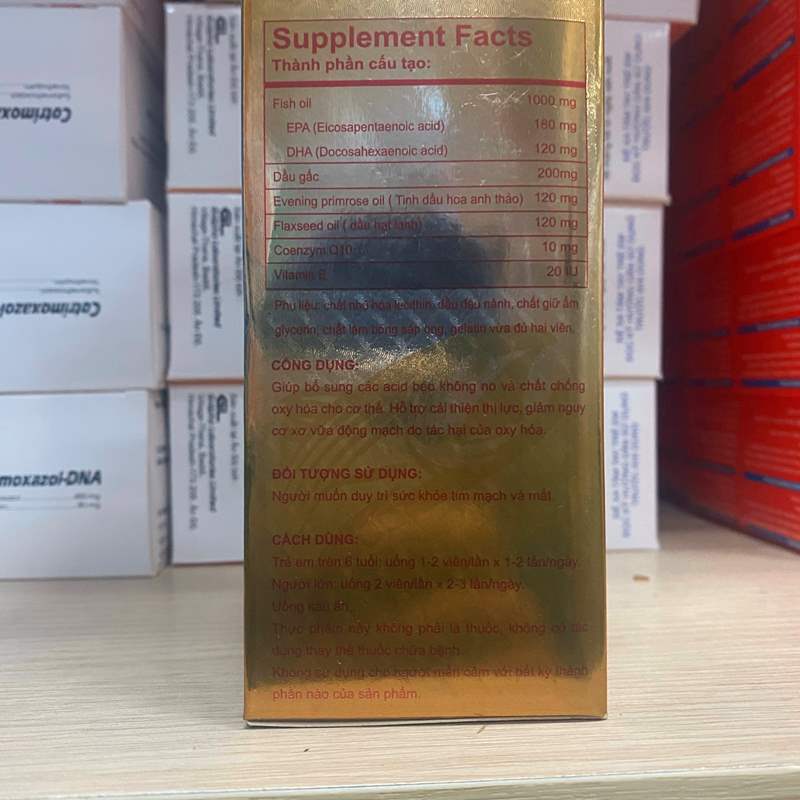 Supplement Facts
Thành phần cấu tạo:
Fish oil 1000 mg
EPA (Eicosapentaenoic acid) 180 mg
DHA (Docosahexaenoic acid) 120 mg
Dầu gấc 200mg
Evening primrose oil ( Tinh dầu hoa anh thảo) 120 mg
Flaxseed oil ( dầu hạt lanh) 120 mg
Coenzym Q10 10 mg
Vitamin E 20 IU
Phụ liệu: chất nhũ hóa lecithin, dầu đậu nành, chất giữ ẩm
glycerin, chất làm bóng sáp ong, gelatin vừa đủ hai viên.
CÔNG DỤNG:
Giúp bổ sung các acid béo không no và chất chống
oxy hóa cho cơ thể. Hỗ trợ cải thiện thị lực, giảm nguy
cơ xơ vữa động mạch do tác hại của oxy hóa.
ĐỐI TƯỢNG SỬ DỤNG:
Người muốn duy trì sức khỏe tim mạch và mắt.
CÁCH DÙNG:
Trẻ em trên 6 tuổi: uống 1-2 viên/lần x 1-2 lần/ngày.
Người lớn: uống 2 viên/lần x 2-3 lần/ngày.
Uống sau ăn.
Thực phẩm này không phải là thuốc, không có tác
dụng thay thế thuốc chữa bệnh.
Không sử dụng cho người mẫn cảm với bất kỳ thành
phần nào của sản phẩm.
Cotrimoxazo
Cotrimoxazol-
moxazol-DNA